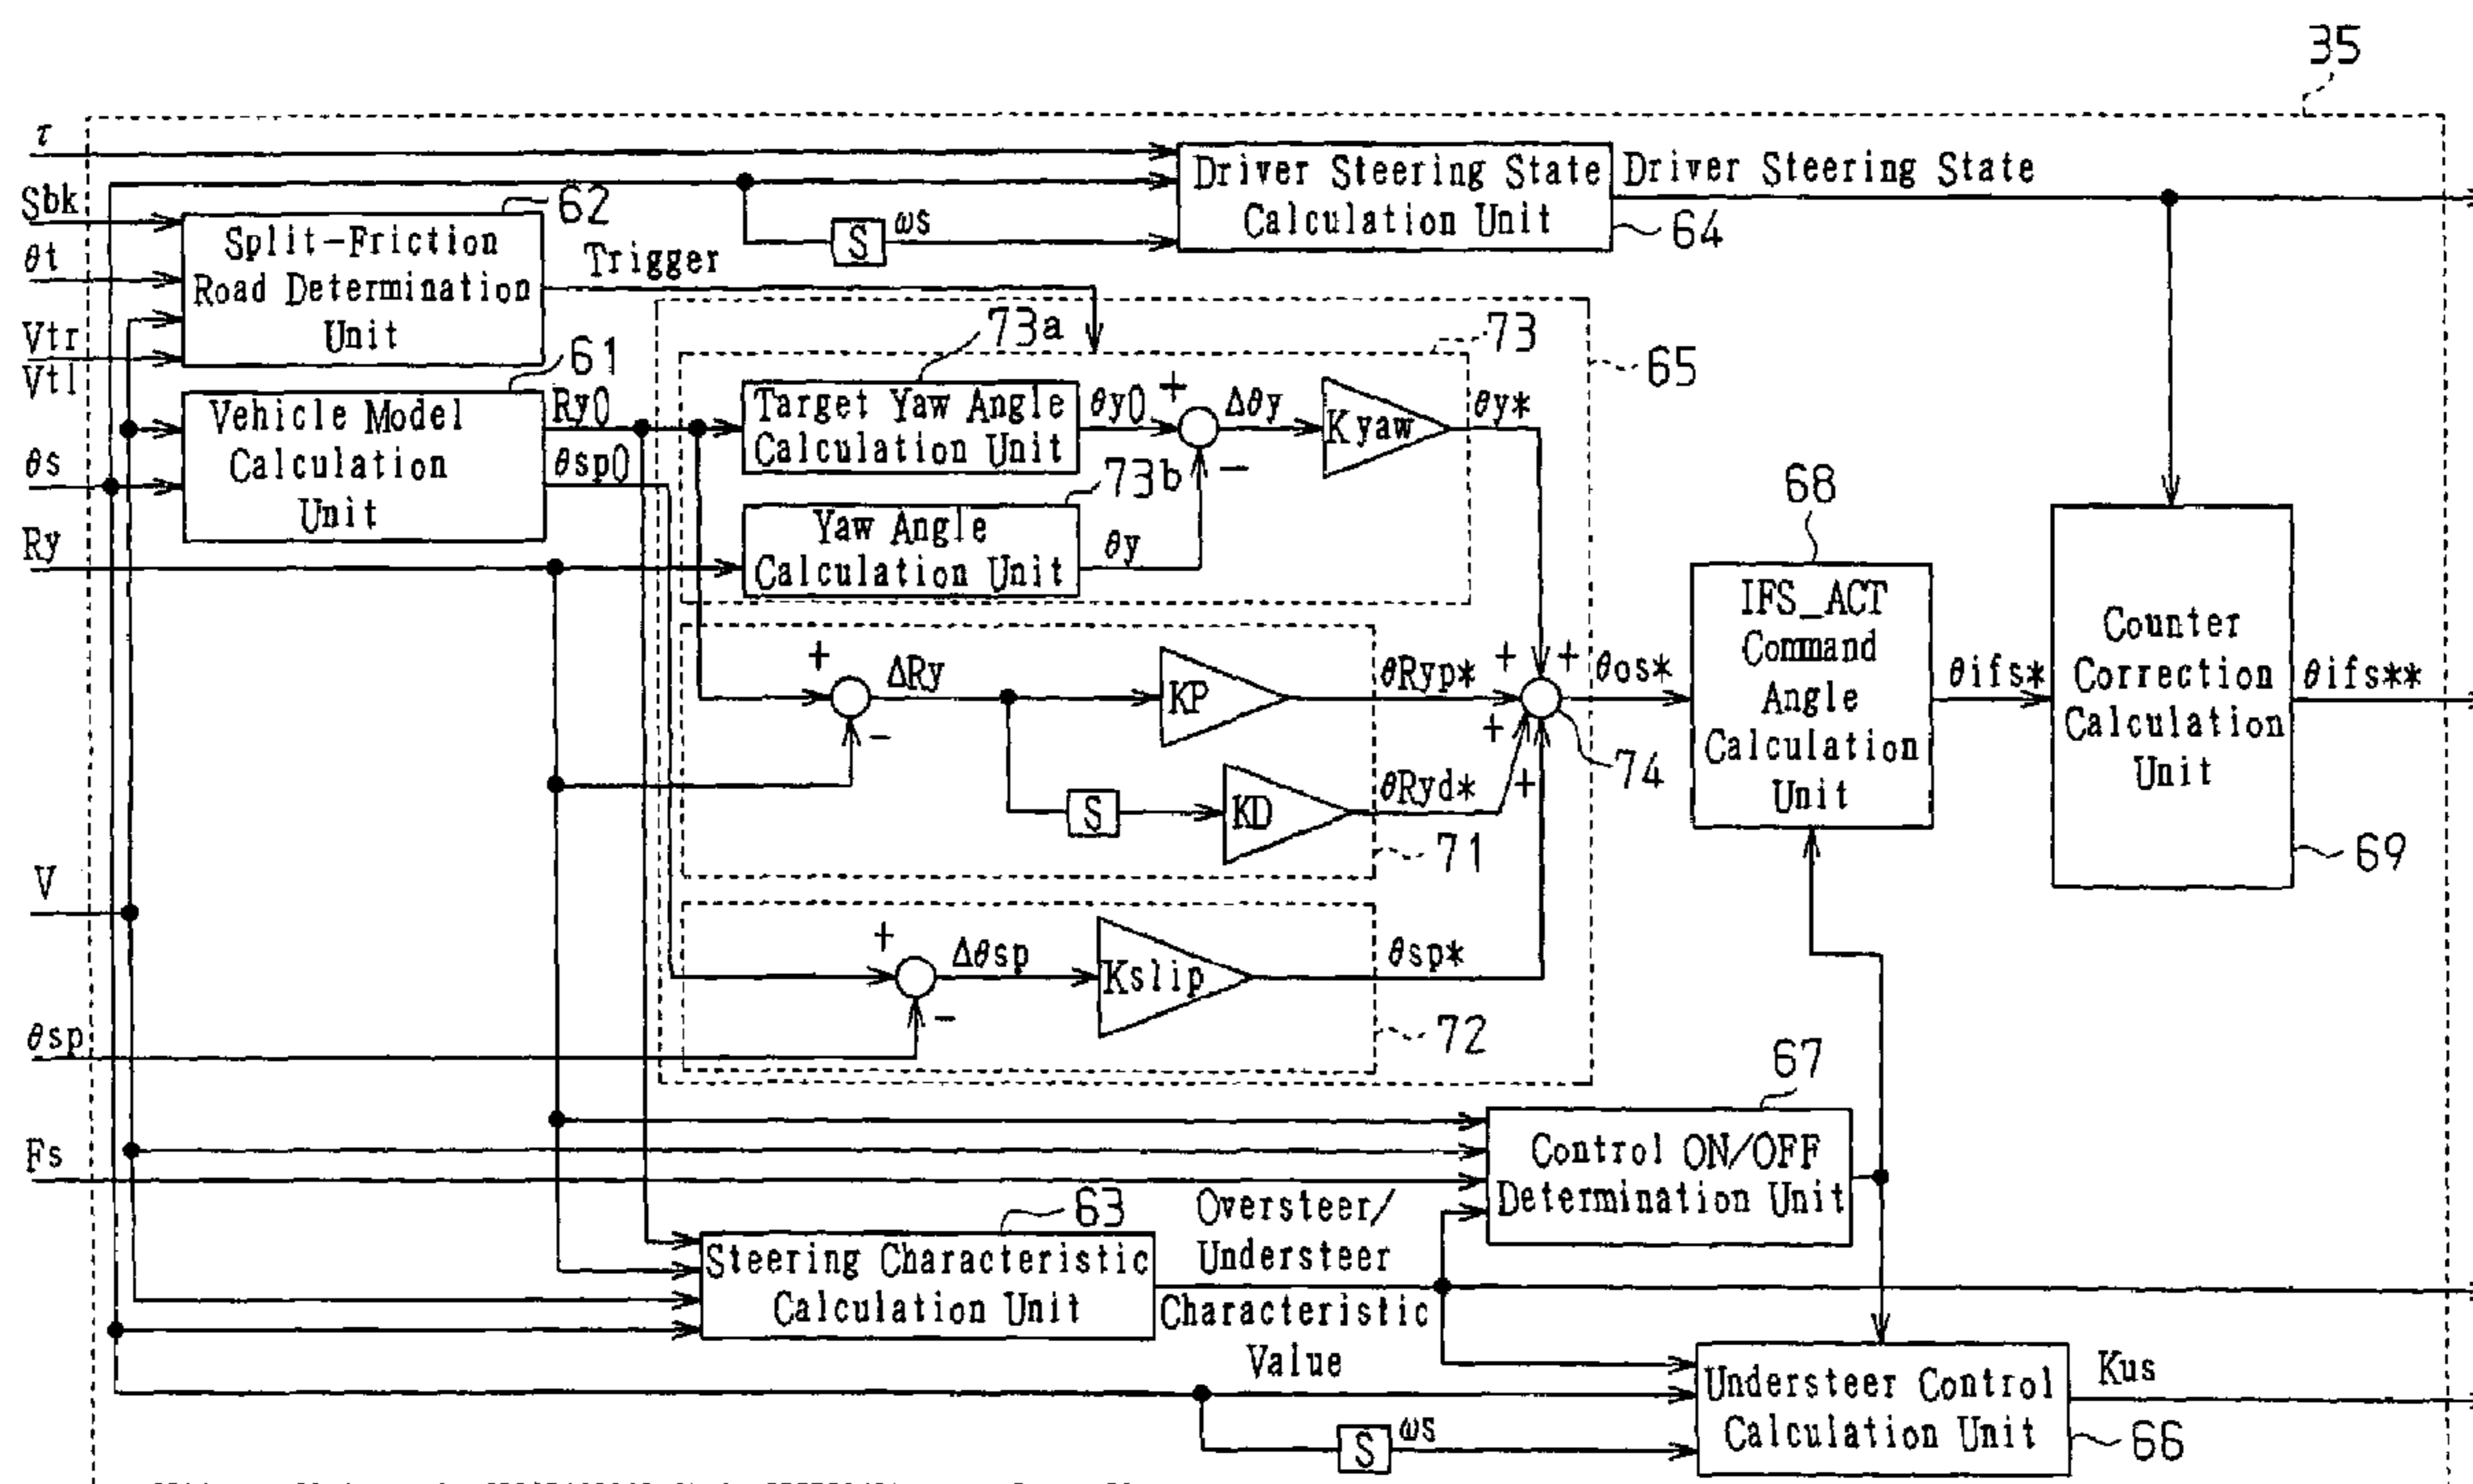 35
τ
Driver Steering State
Calculation Unit
Driver Steering State
64
Sbk
62
Split-Friction
Road Determination
Unit
S
ωs
Trigger
θt
Vtr
Vtl
61
Vehicle Model
Calculation
Unit
Ry0
θsp0
73a
73
65
Target Yaw Angle
Calculation Unit
θy0
+
-
Δθy
Kyaw
θy*
73b
Yaw Angle
Calculation Unit
θy
θs
Ry
68
IFS_ACT
Command
Angle
Calculation
Unit
Counter
Correction
Calculation
Unit
69
+
-
ΔRy
KP
θRyp*
+
+
+
+
θos*
θifs*
θifs**
74
S
KD
θRyd*
71
V
+
-
Δθsp
Kslip
θsp*
72
θsp
67
Control ON/OFF
Determination Unit
Fs
63
Steering Characteristic
Calculation Unit
Oversteer/
Understeer
Characteristic
Value
Understeer Control
Calculation Unit
Kus
S
ωs
66